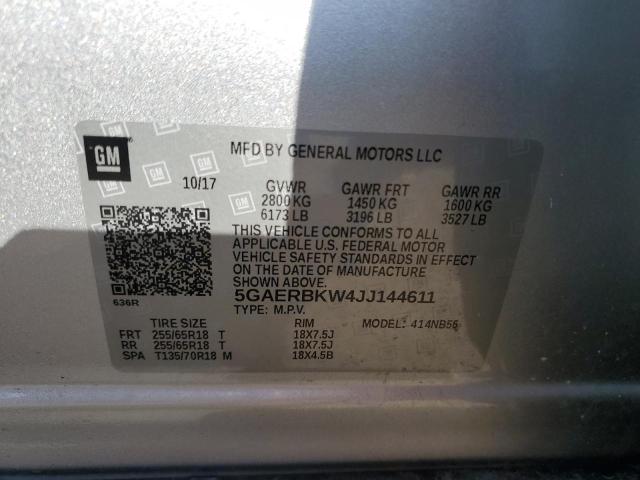 GM
MFD BY GENERAL MOTORS LLC
10/17 GVWR GAWR FRT GAWR RR
2800 KG 1450 KG 1600 KG
6173 LB 3196 LB 3527 LB
THIS VEHICLE CONFORMS TO ALL
APPLICABLE U.S. FEDERAL MOTOR
VEHICLE SAFETY STANDARDS IN EFFECT
ON THE DATE OF MANUFACTURE
636R 5GAERBKW4JJ144611
TYPE: M.P.V.
TIRE SIZE RIM MODEL: 414NB56
FRT 255/65R18 T 18X7.5J
RR 255/65R18 T 18X7.5J
SPA T135/70R18 M 18X4.5B